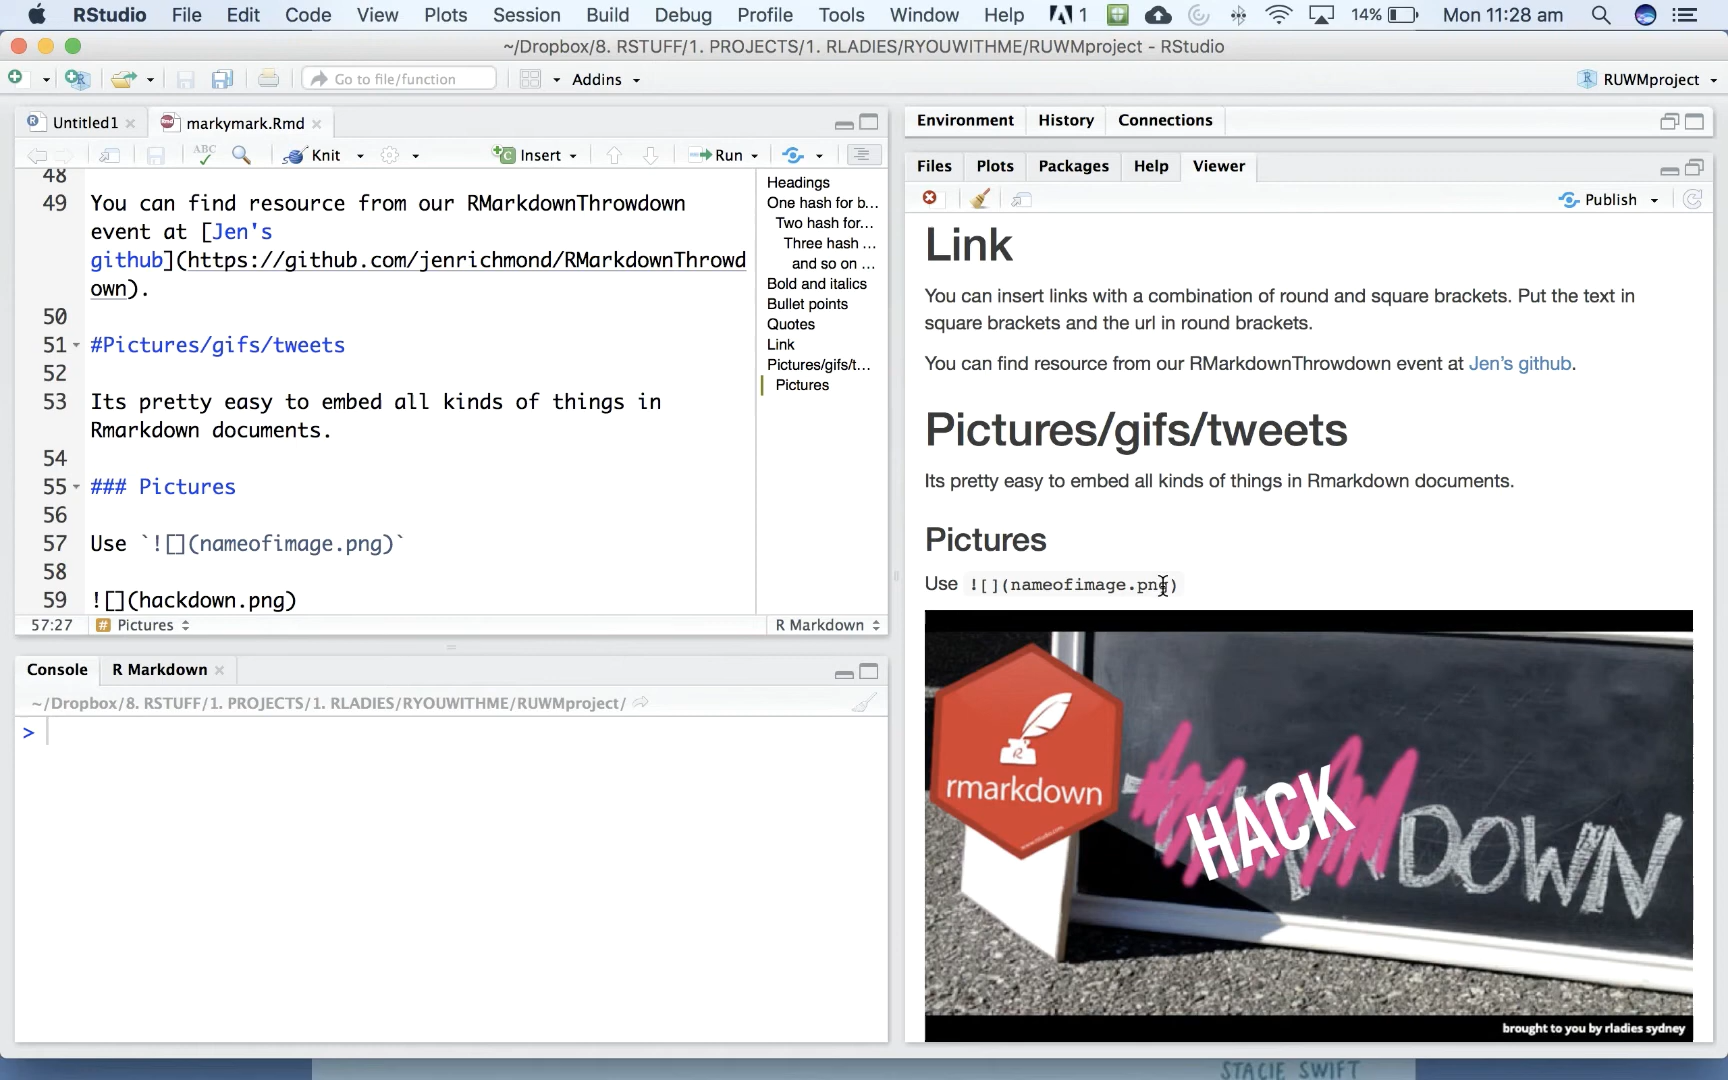 RStudio File Edit Code View Plots Session Build Debug Profile Tools Window Help 1 14% Mon 11:28 am
~/Dropbox/8. RSTUFF/1. PROJECTS/1. RLADIES/RYOUWITHME/RUWMproject - RStudio
Go to file/function Addins RUWMproject
Untitled1 markymark.Rmd
ABC Knit Insert Run
48
49 You can find resource from our RMarkdownThrowdown
event at [Jen's
github](https://github.com/jenrichmond/RMarkdownThrowd
own).
50
51 #Pictures/gifs/tweets
52
53 Its pretty easy to embed all kinds of things in
Rmarkdown documents.
54
55 ### Pictures
56
57 Use `![](nameofimage.png)`
58
59 ![](hackdown.png)
57:27 # Pictures R Markdown
Headings
One hash for b...
Two hash for...
Three hash ...
and so on ...
Bold and italics
Bullet points
Quotes
Link
Pictures/gifs/t...
Pictures
Console R Markdown
~/Dropbox/8. RSTUFF/1. PROJECTS/1. RLADIES/RYOUWITHME/RUWMproject/
>
Environment History Connections
Files Plots Packages Help Viewer
Publish
Link
You can insert links with a combination of round and square brackets. Put the text in
square brackets and the url in round brackets.
You can find resource from our RMarkdownThrowdown event at Jen's github.
Pictures/gifs/tweets
Its pretty easy to embed all kinds of things in Rmarkdown documents.
Pictures
Use ![](nameofimage.png)
R
rmarkdown
HACK
DOWN
brought to you by rladies sydney
STACIE SWIFT